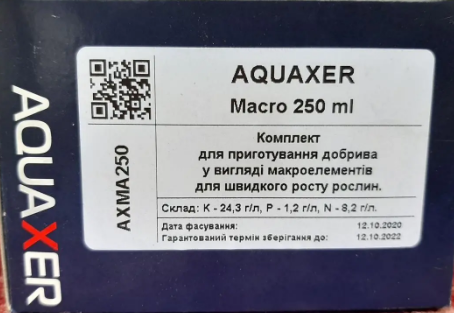 AQUAXER
AXMA250
AQUAXER
Macro 250 ml
Комплект
для приготування добрива
у вигляді макроелементів
для швидкого росту рослин.
Склад: K - 24,3 г/л, P - 1,2 г/л, N - 8,2 г/л.
Дата фасування: 12.10.2020
Гарантований термін зберігання до: 12.10.2022